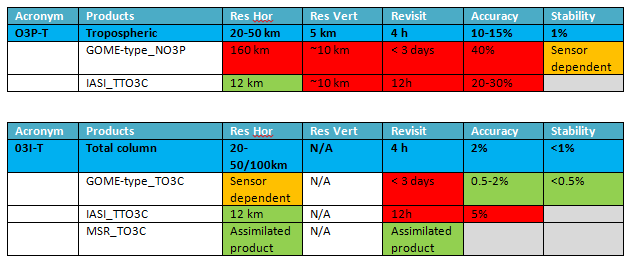 Acronym Products Res Hor Res Vert Revisit Accuracy Stability
O3P-T Tropospheric 20-50 km 5 km 4 h 10-15% 1%
GOME-type_NO3P 160 km ~10 km < 3 days 40% Sensor
dependent
IASI_TTO3C 12 km ~10 km 12h 20-30%
Acronym Products Res Hor Res Vert Revisit Accuracy Stability
03I-T Total column 20-
50/100km N/A 4 h 2% <1%
GOME-type_TO3C Sensor
dependent N/A < 3 days 0.5-2% <0.5%
IASI_TTO3C 12 km N/A 12h 5%
MSR_TO3C Assimilated
product N/A Assimilated
product